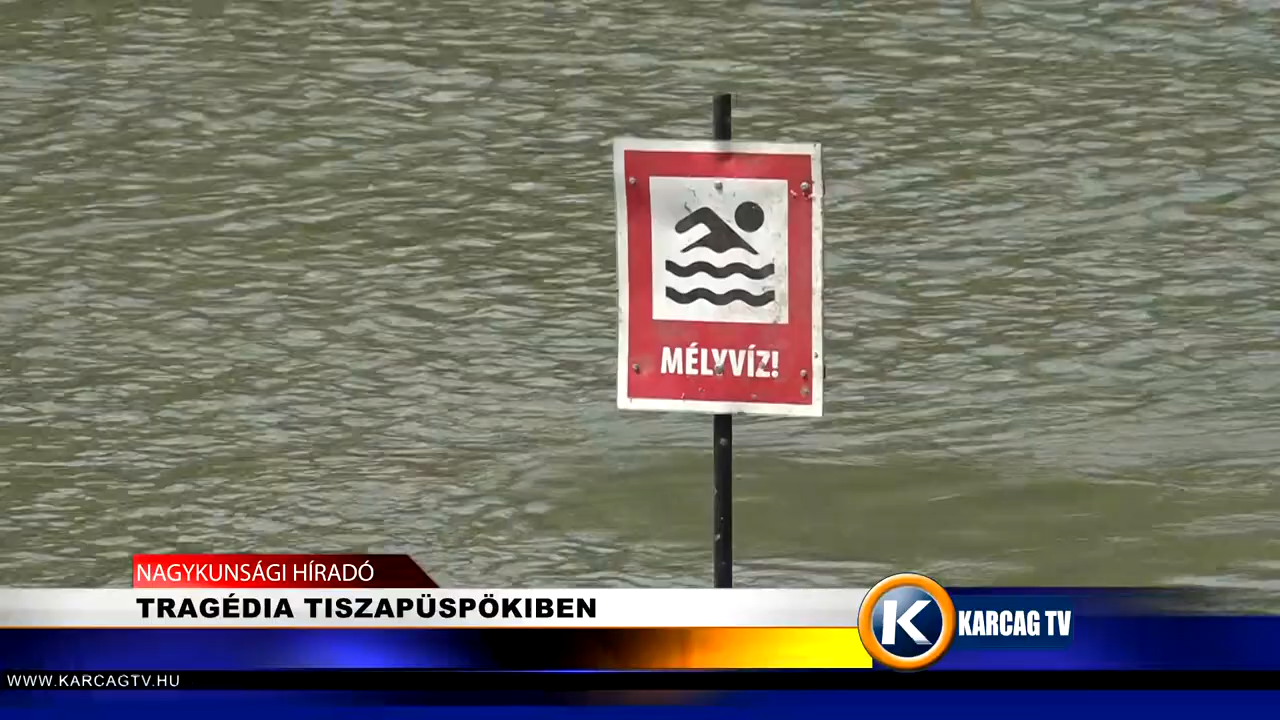 MÉLYVÍZ!
NAGYKUNSÁGI HÍRADÓ
TRAGÉDIA TISZAPÜSPÖKIBEN
K
KARCAG TV
WWW.KARCAGTV.HU